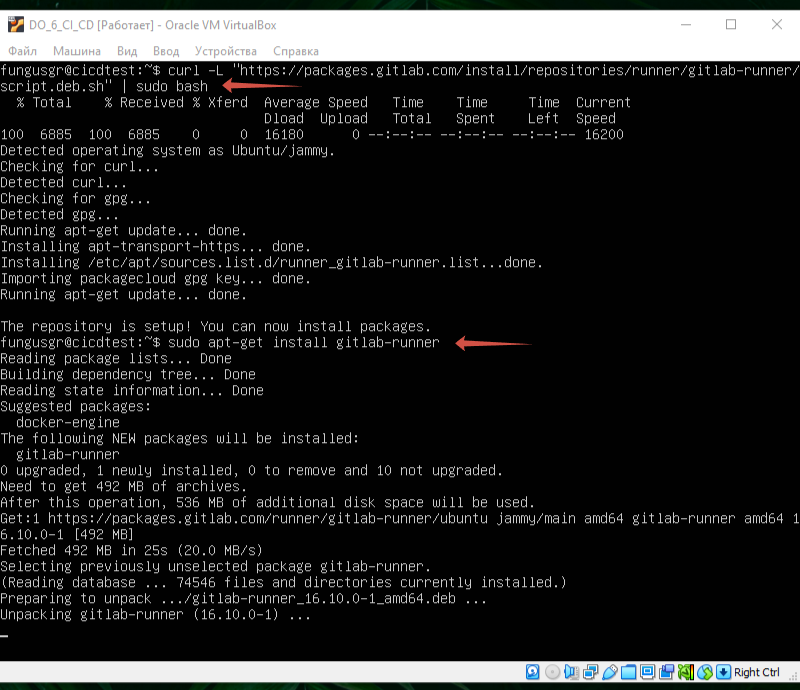 DO_6_CI_CD [Работает] - Oracle VM VirtualBox
Файл Машина Вид Ввод Устройства Справка
fungusgr@cicdtest:~$ curl -L "https://packages.gitlab.com/install/repositories/runner/gitlab-runner/
script.deb.sh" | sudo bash
% Total % Received % Xferd Average Speed Time Time Time Current
Dload Upload Total Spent Left Speed
100 6885 100 6885 0 0 16180 0 --:--:-- --:--:-- --:--:-- 16200
Detected operating system as Ubuntu/jammy.
Checking for curl...
Detected curl...
Checking for gpg...
Detected gpg...
Running apt-get update... done.
Installing apt-transport-https... done.
Installing /etc/apt/sources.list.d/runner_gitlab-runner.list...done.
Importing packagecloud gpg key... done.
Running apt-get update... done.
The repository is setup! You can now install packages.
fungusgr@cicdtest:~$ sudo apt-get install gitlab-runner
Reading package lists... Done
Building dependency tree... Done
Reading state information... Done
Suggested packages:
docker-engine
The following NEW packages will be installed:
gitlab-runner
0 upgraded, 1 newly installed, 0 to remove and 10 not upgraded.
Need to get 492 MB of archives.
After this operation, 536 MB of additional disk space will be used.
Get:1 https://packages.gitlab.com/runner/gitlab-runner/ubuntu jammy/main amd64 gitlab-runner amd64 1
6.10.0-1 [492 MB]
Fetched 492 MB in 25s (20.0 MB/s)
Selecting previously unselected package gitlab-runner.
(Reading database ... 74546 files and directories currently installed.)
Preparing to unpack .../gitlab-runner_16.10.0-1_amd64.deb ...
Unpacking gitlab-runner (16.10.0-1) ...
Right Ctrl